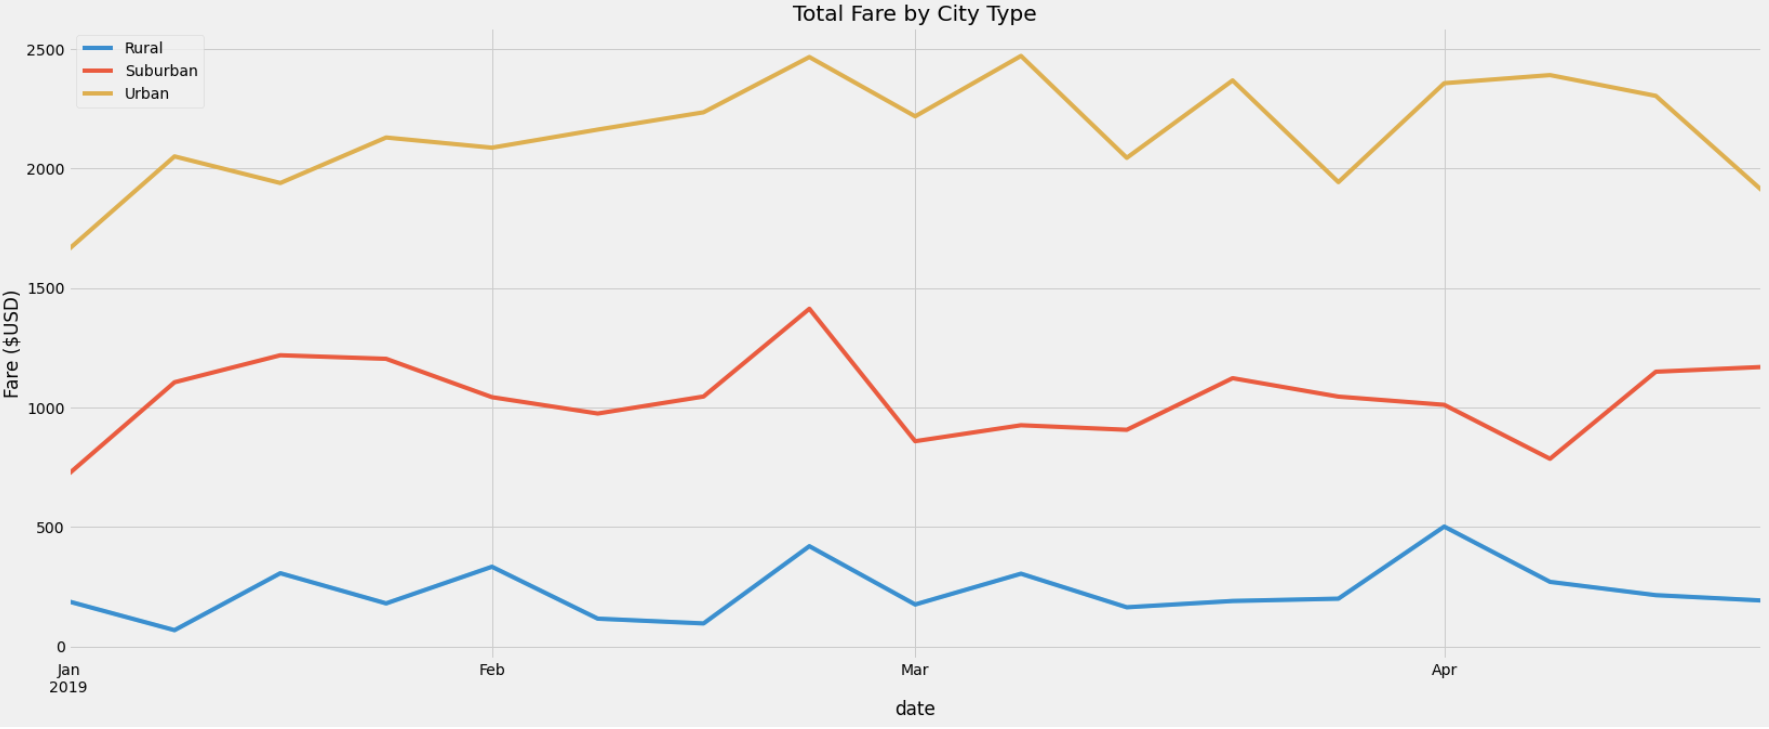 Total Fare by City Type
Rural
Suburban
Urban
2500
2000
1500
1000
500
0
Fare ($USD)
Jan Feb Mar Apr
2019
date